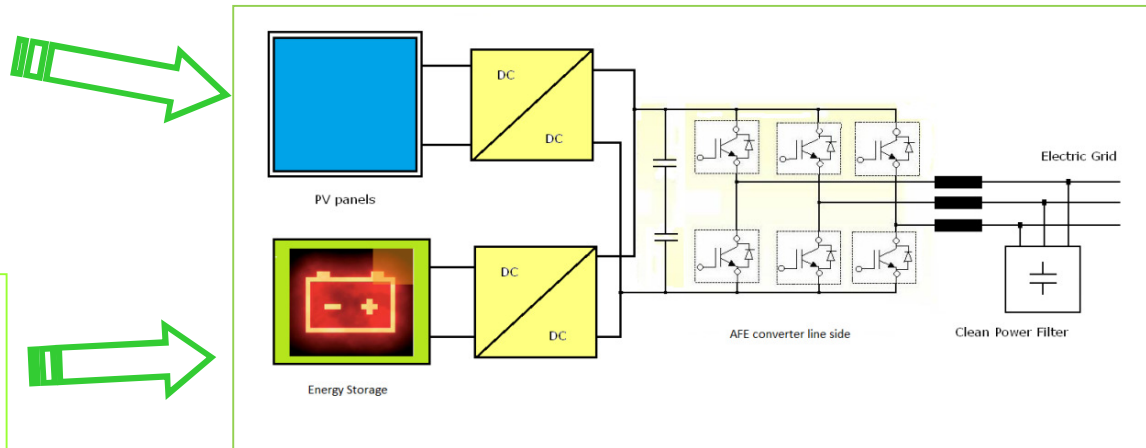 DC
DC
PV panels
Electric Grid
DC
DC
Energy Storage
AFE converter line side
Clean Power Filter